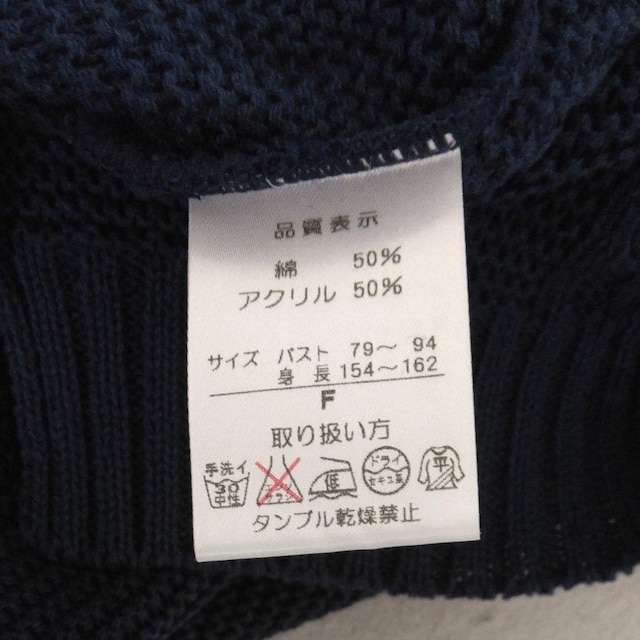 品質表示
綿 50%
アクリル 50%
サイズ バスト 79～ 94
身長 154～162
F
取り扱い方
手洗イ
30
中性
低
ドライ
セキユ系
平
タンブル乾燥禁止